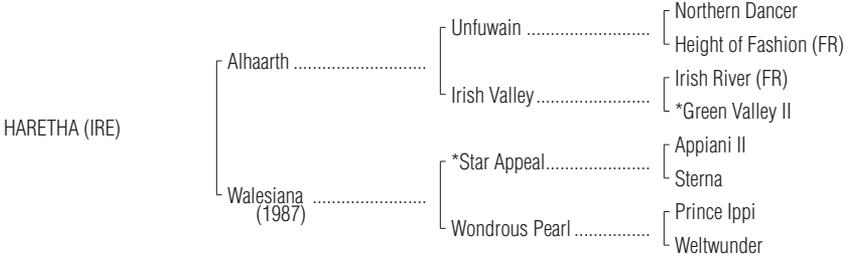 Northern Dancer
Unfuwain ..........................
Height of Fashion (FR)
Alhaarth ............................
Irish River (FR)
Irish Valley........................
*Green Valley II
HARETHA (IRE)
Appiani II
*Star Appeal......................
Sterna
Walesiana ........................
(1987)
Prince Ippi
Wondrous Pearl ................
Weltwunder